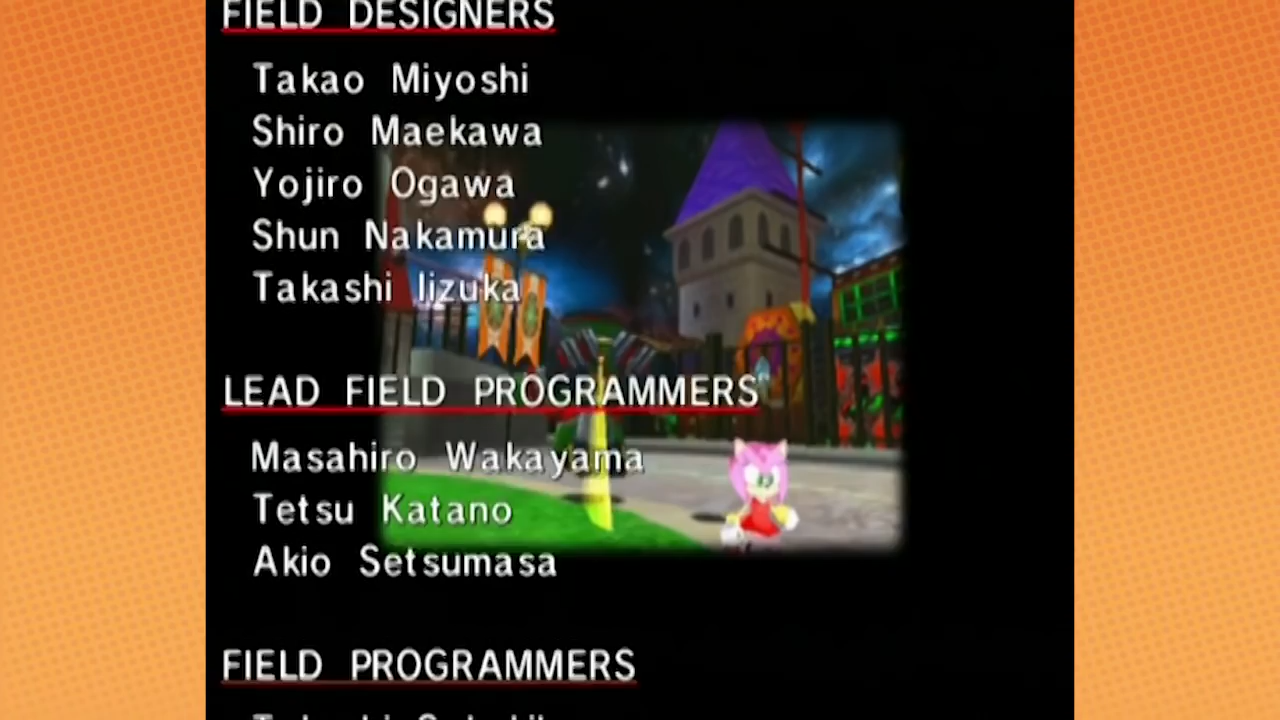 FIELD DESIGNERS
Takao Miyoshi
Shiro Maekawa
Yojiro Ogawa
Shun Nakamura
Takashi Iizuka
LEAD FIELD PROGRAMMERS
Masahiro Wakayama
Tetsu Katano
Akio Setsumasa
FIELD PROGRAMMERS